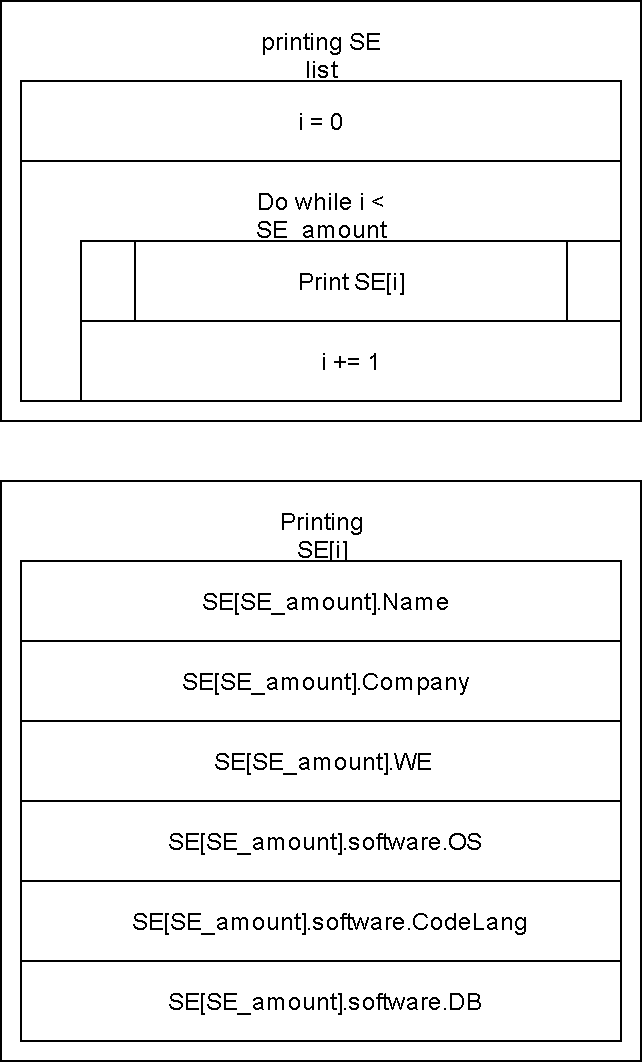 printing SE
list
i = 0
Do while i <
SE_amount
Print SE[i]
i += 1
Printing
SE[i]
SE[SE_amount].Name
SE[SE_amount].Company
SE[SE_amount].WE
SE[SE_amount].software.OS
SE[SE_amount].software.CodeLang
SE[SE_amount].software.DB